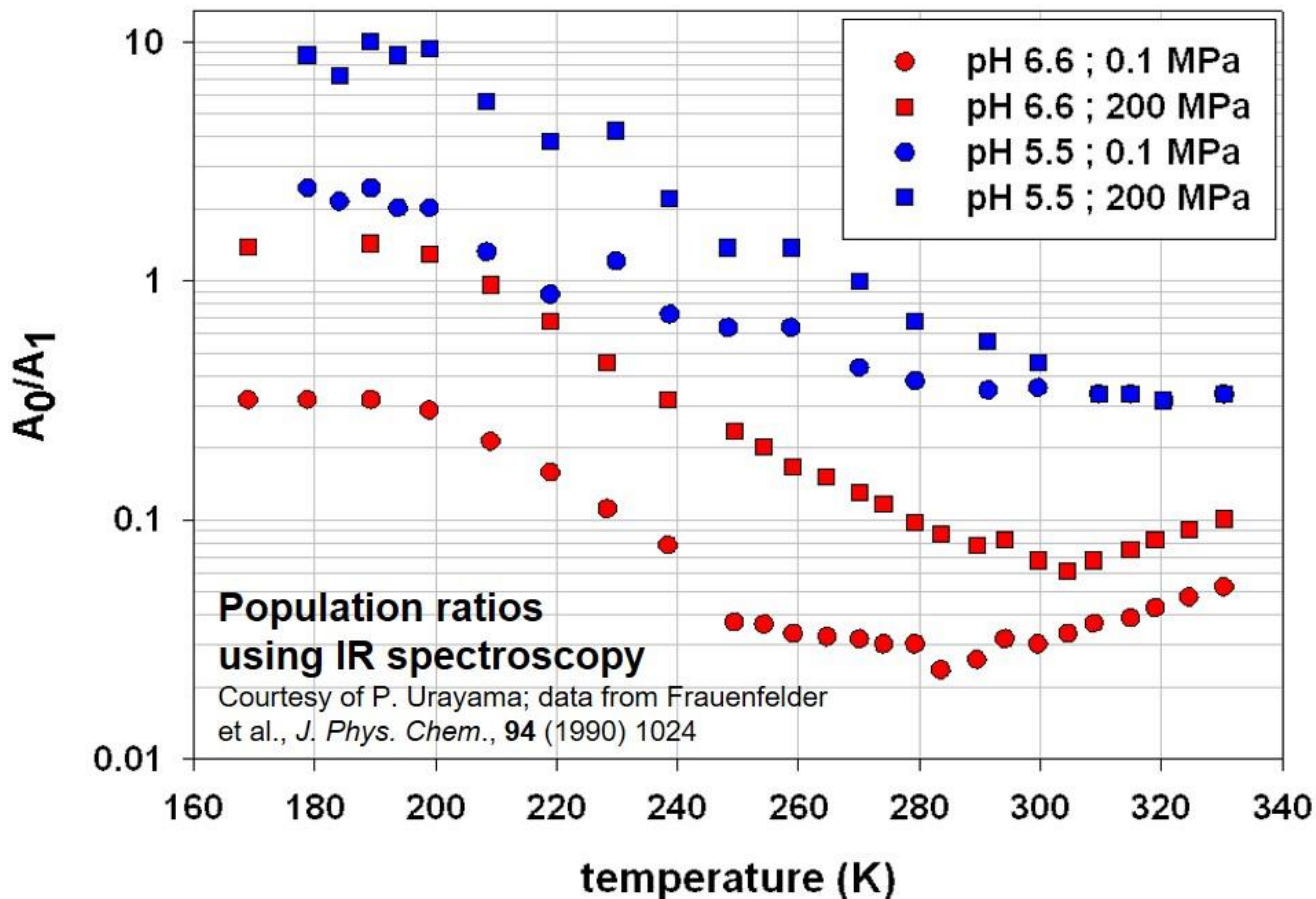 10
1
0.1
0.01
A0/A1
pH 6.6 ; 0.1 MPa
pH 6.6 ; 200 MPa
pH 5.5 ; 0.1 MPa
pH 5.5 ; 200 MPa
Population ratios
using IR spectroscopy
Courtesy of P. Urayama; data from Frauenfelder
et al., J. Phys. Chem., 94 (1990) 1024
160 180 200 220 240 260 280 300 320 340
temperature (K)